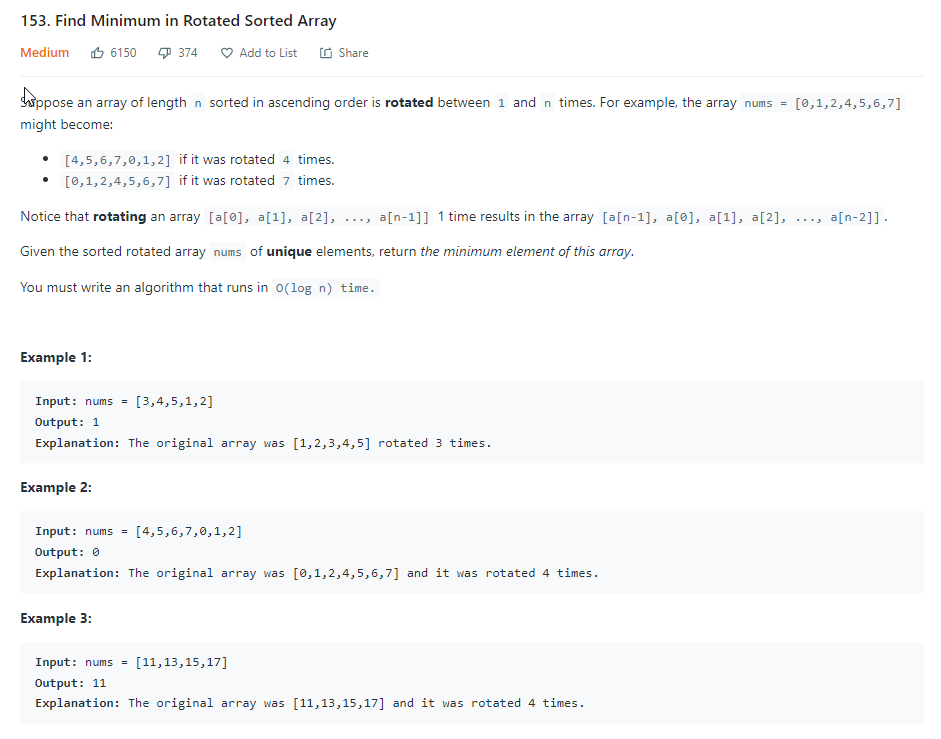 153. Find Minimum in Rotated Sorted Array
Medium 6150 374 Add to List Share
Suppose an array of length n sorted in ascending order is rotated between 1 and n times. For example, the array nums = [0,1,2,4,5,6,7]
might become:
• [4,5,6,7,0,1,2] if it was rotated 4 times.
• [0,1,2,4,5,6,7] if it was rotated 7 times.
Notice that rotating an array [a[0], a[1], a[2], ..., a[n-1]] 1 time results in the array [a[n-1], a[0], a[1], a[2], ..., a[n-2]].
Given the sorted rotated array nums of unique elements, return the minimum element of this array.
You must write an algorithm that runs in O(log n) time.
Example 1:
Input: nums = [3,4,5,1,2]
Output: 1
Explanation: The original array was [1,2,3,4,5] rotated 3 times.
Example 2:
Input: nums = [4,5,6,7,0,1,2]
Output: 0
Explanation: The original array was [0,1,2,4,5,6,7] and it was rotated 4 times.
Example 3:
Input: nums = [11,13,15,17]
Output: 11
Explanation: The original array was [11,13,15,17] and it was rotated 4 times.